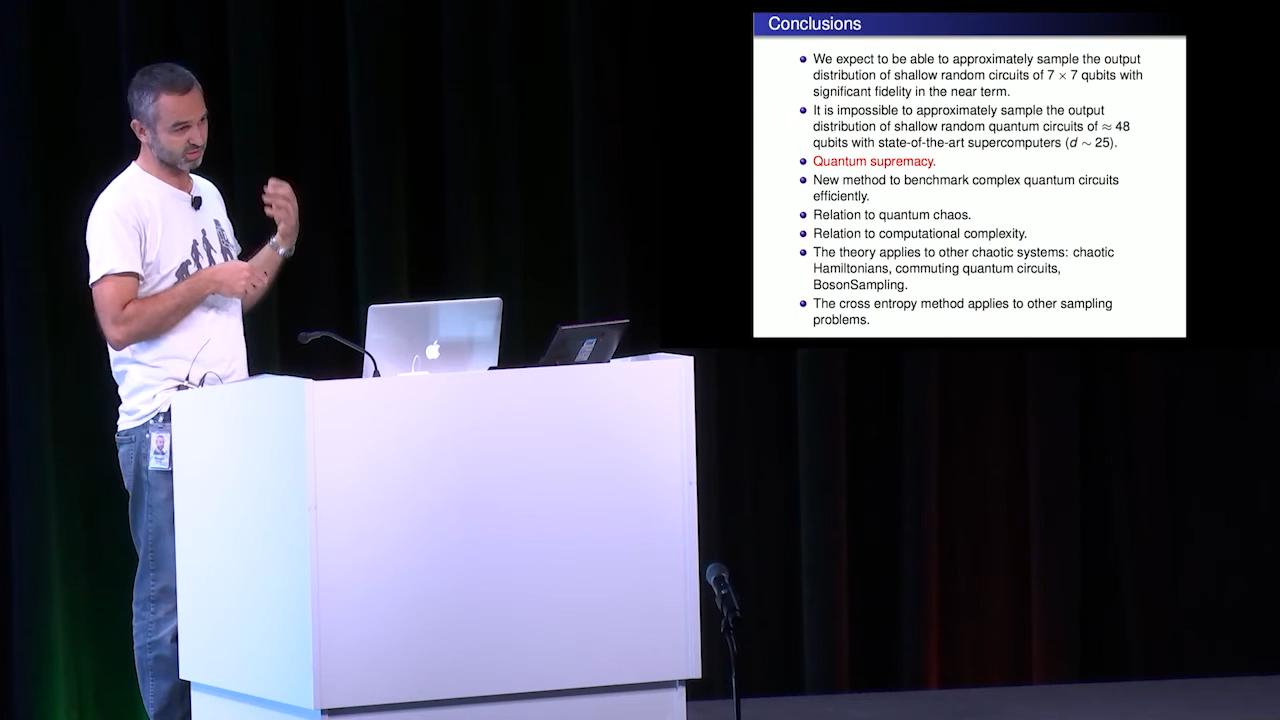 Conclusions
We expect to be able to approximately sample the output
distribution of shallow random circuits of 7 × 7 qubits with
significant fidelity in the near term.
It is impossible to approximately sample the output
distribution of shallow random quantum circuits of ≈ 48
qubits with state-of-the-art supercomputers (d ∼ 25).
Quantum supremacy.
New method to benchmark complex quantum circuits
efficiently.
Relation to quantum chaos.
Relation to computational complexity.
The theory applies to other chaotic systems: chaotic
Hamiltonians, commuting quantum circuits,
BosonSampling.
The cross entropy method applies to other sampling
problems.